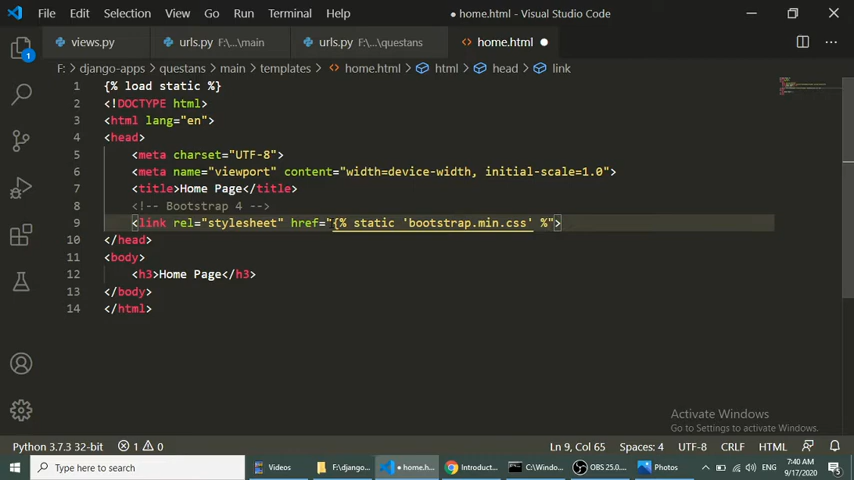 File Edit Selection View Go Run Terminal Help ● home.html - Visual Studio Code
views.py urls.py F:\...\main urls.py F:\...\questans home.html ●
F: > django-apps > questans > main > templates > home.html > html > head > link
1 {% load static %}
2 <!DOCTYPE html>
3 <html lang="en">
4 <head>
5 <meta charset="UTF-8">
6 <meta name="viewport" content="width=device-width, initial-scale=1.0">
7 <title>Home Page</title>
8 <!-- Bootstrap 4 -->
9 <link rel="stylesheet" href="{% static 'bootstrap.min.css' %">
10 </head>
11 <body>
12 <h3>Home Page</h3>
13 </body>
14 </html>
1
Activate Windows
Go to Settings to activate Windows.
Python 3.7.3 32-bit 1 0 Ln 9, Col 65 Spaces: 4 UTF-8 CRLF HTML
Type here to search Videos F:\django... ● home.h... Introduct... C:\Windo... OBS 25.0.... Photos ENG 7:40 AM
9/17/2020
5